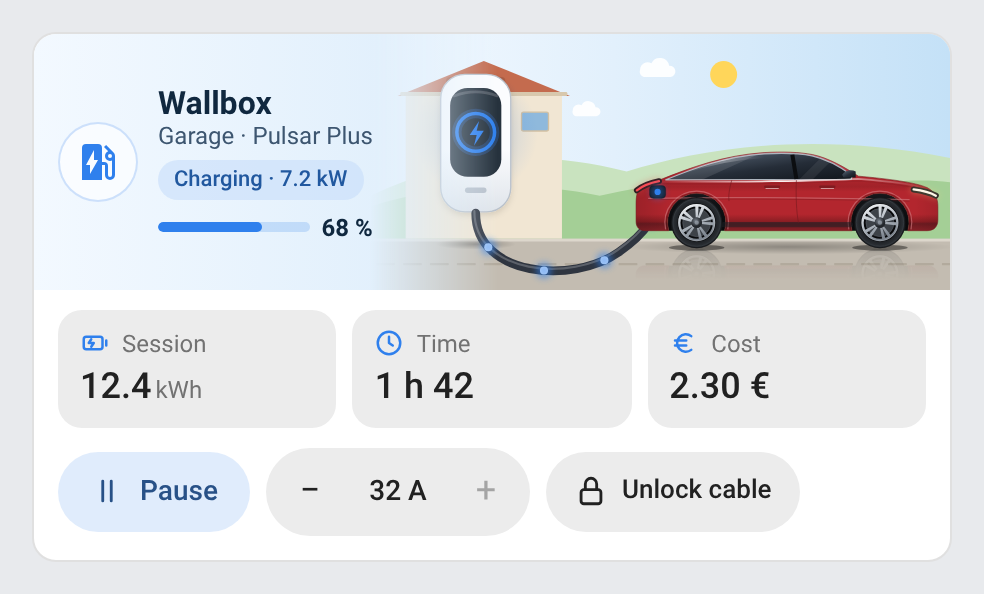 Wallbox
Garage · Pulsar Plus
Charging · 7.2 kW
68 %
Session
12.4 kWh
Time
1 h 42
Cost
2.30 €
Pause
− 32 A +
Unlock cable